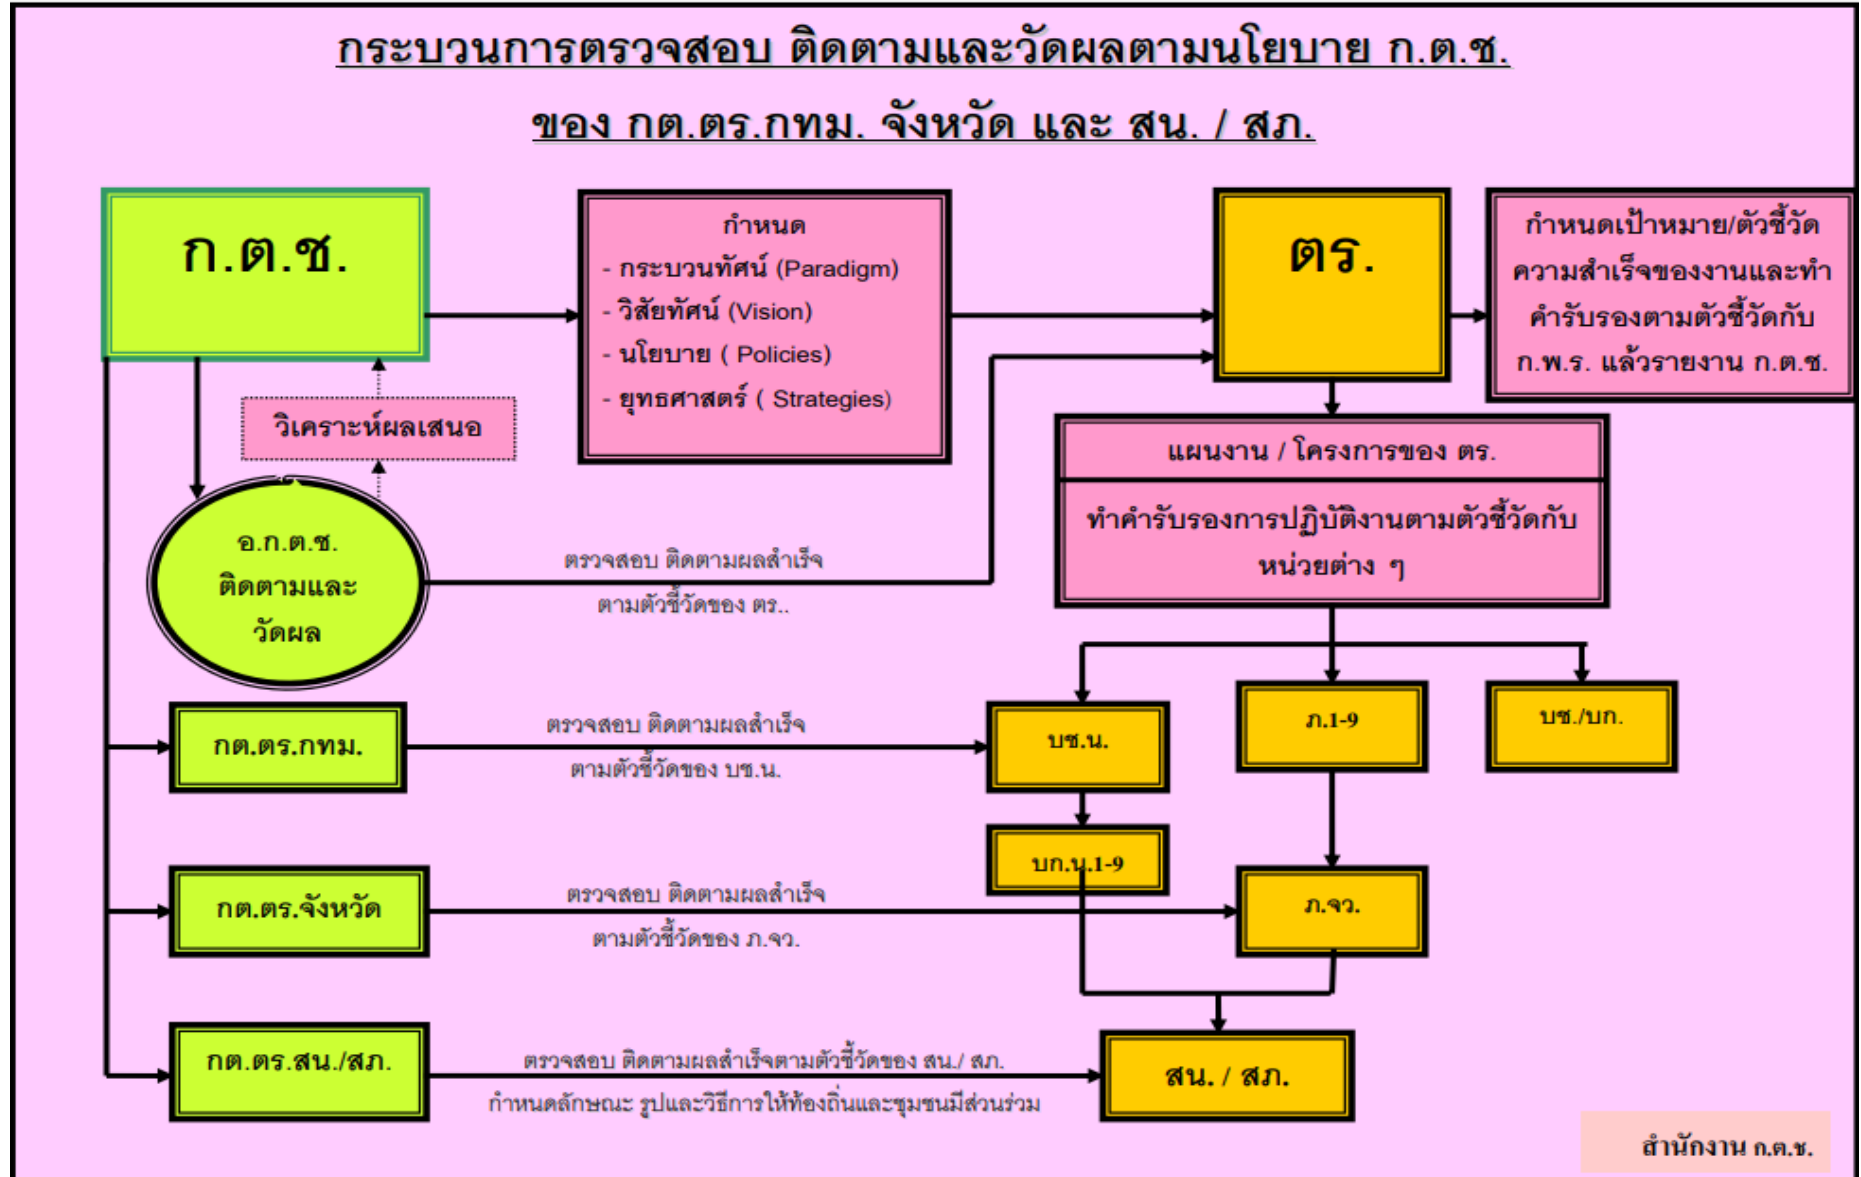 กระบวนการตรวจสอบ ติดตามและวัดผลตามนโยบาย ก.ต.ช.
ของ กต.ตร.กทม. จังหวัด และ สน. / สภ.
ก.ต.ช.
กำหนด
- กระบวนทัศน์ (Paradigm)
- วิสัยทัศน์ (Vision)
- นโยบาย ( Policies)
- ยุทธศาสตร์ ( Strategies)
ตร.
กำหนดเป้าหมาย/ตัวชี้วัด
ความสำเร็จของงานและทำ
คำรับรองตามตัวชี้วัดกับ
ก.พ.ร. แล้วรายงาน ก.ต.ช.
วิเคราะห์ผลเสนอ
แผนงาน / โครงการของ ตร.
ทำคำรับรองการปฏิบัติงานตามตัวชี้วัดกับ
หน่วยต่าง ๆ
อ.ก.ต.ช.
ติดตามและ
วัดผล
ตรวจสอบ ติดตามผลสำเร็จ
ตามตัวชี้วัดของ ตร..
กต.ตร.กทม.
ตรวจสอบ ติดตามผลสำเร็จ
ตามตัวชี้วัดของ บช.น.
บช.น.
ภ.1-9
บช./บก.
บก.น.1-9
กต.ตร.จังหวัด
ตรวจสอบ ติดตามผลสำเร็จ
ตามตัวชี้วัดของ ภ.จว.
ภ.จว.
กต.ตร.สน./สภ.
ตรวจสอบ ติดตามผลสำเร็จตามตัวชี้วัดของ สน./ สภ.
กำหนดลักษณะ รูปและวิธีการให้ท้องถิ่นและชุมชนมีส่วนร่วม
สน. / สภ.
สำนักงาน ก.ต.ช.